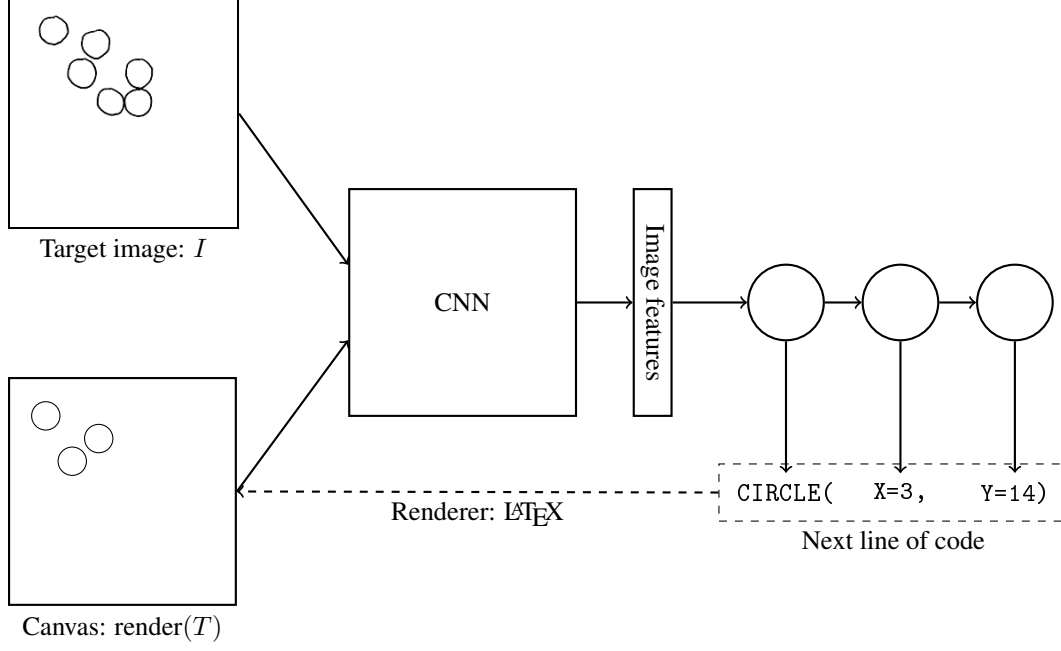 Target image: I
CNN
Image features
CIRCLE( X=3, Y=14)
Renderer: LATEX
Next line of code
Canvas: render(T)